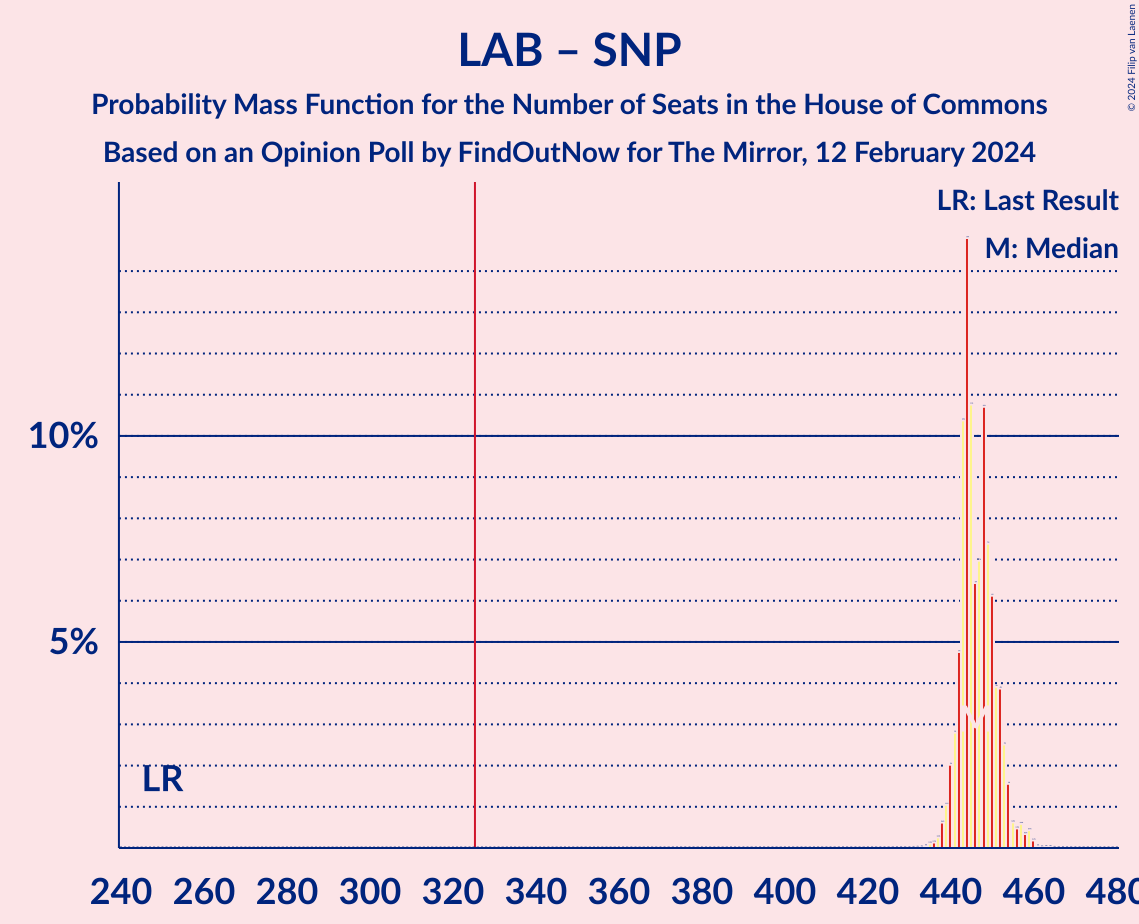 LAB – SNP
Probability Mass Function for the Number of Seats in the House of Commons
Based on an Opinion Poll by FindOutNow for The Mirror, 12 February 2024
© 2024 Filip van Laenen
LR: Last Result
M: Median
10%
5%
LR
M
240 260 280 300 320 340 360 380 400 420 440 460 480